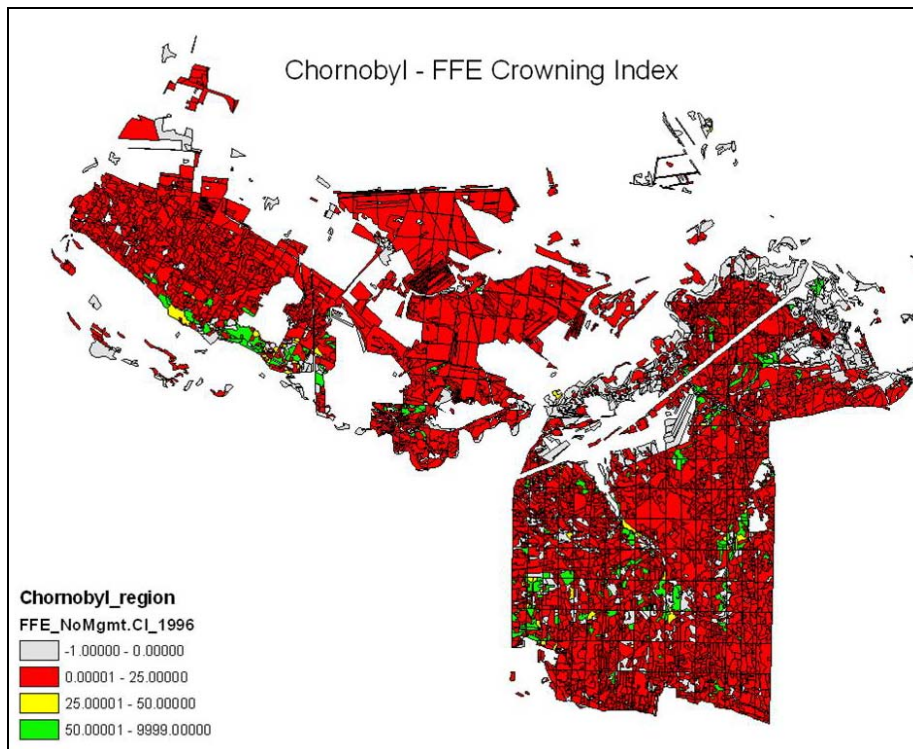 Chornobyl - FFE Crowning Index
Chornobyl_region
FFE_NoMgmt.CI_1996
-1.00000 - 0.00000
0.00001 - 25.00000
25.00001 - 50.00000
50.00001 - 9999.00000